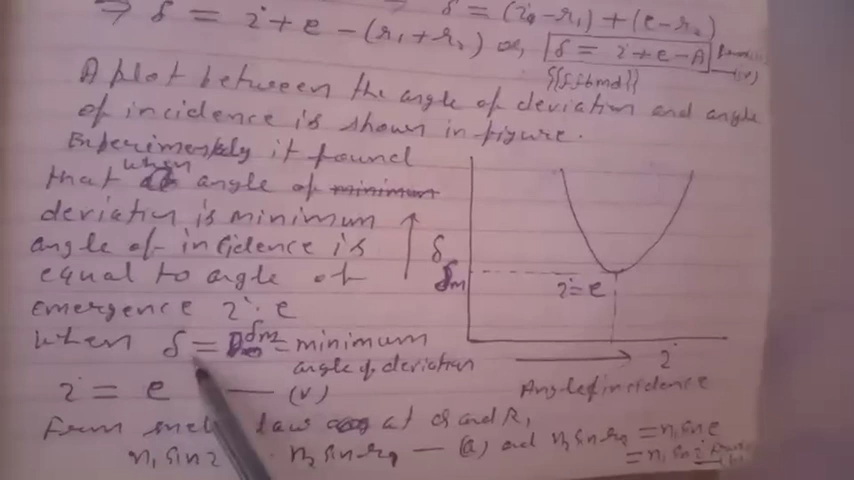 ⇒ δ = i + e - (r₁ + r₂) or, δ = i + e - A
⇒ δ = (i - r₁) + (e - r₂)
(v)
A plot between the angle of deviation and angle
of incidence is shown in figure.
Experimentally it found
that when angle of minimum
deviation is minimum
angle of incidence is
equal to angle of
emergence i. e
when δ = δm = minimum
angle of deviation
i = e — (v)
From snell law at Q and R,
n₁ sin i n₂ sin r₁ — (a) and n₂ sin r₂ = n₁ sin e
= n₁ sin i
δ
δm
i = e
i
Angle of incidence